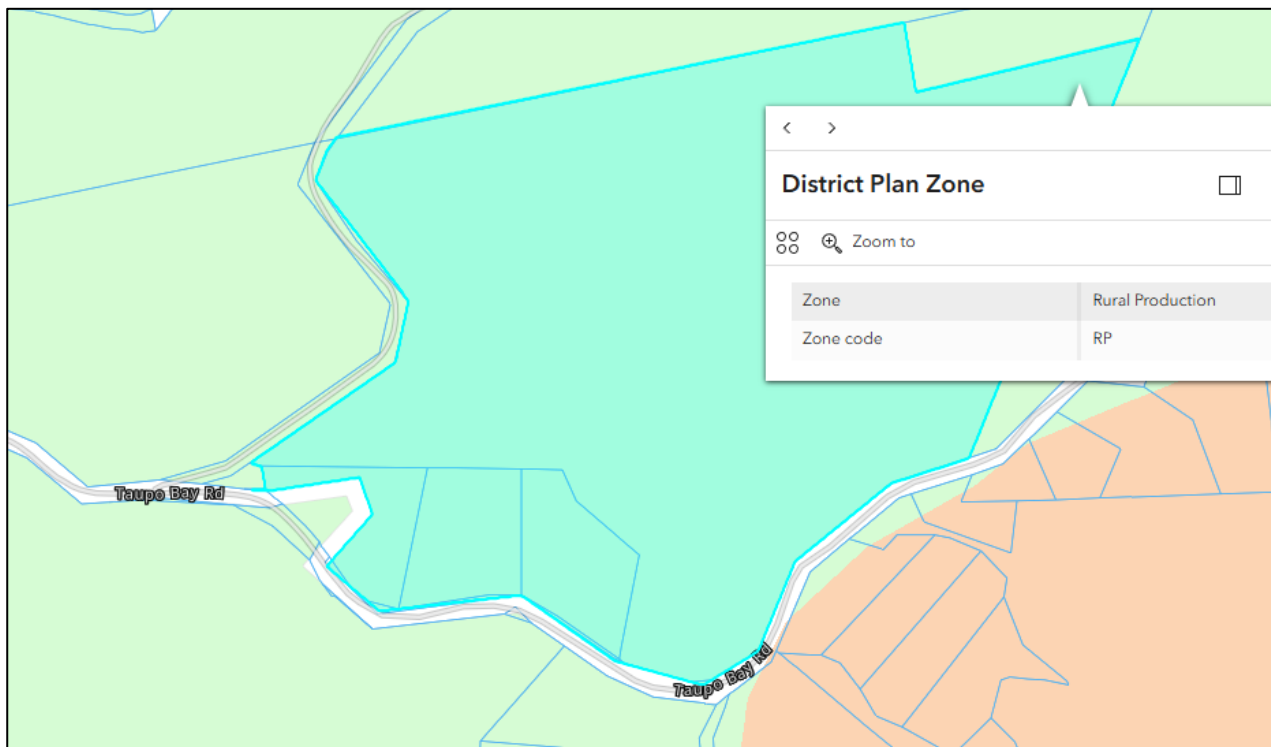 District Plan Zone
Zoom to
Zone Rural Production
Zone code RP
Taupo Bay Rd
Taupo Bay Rd